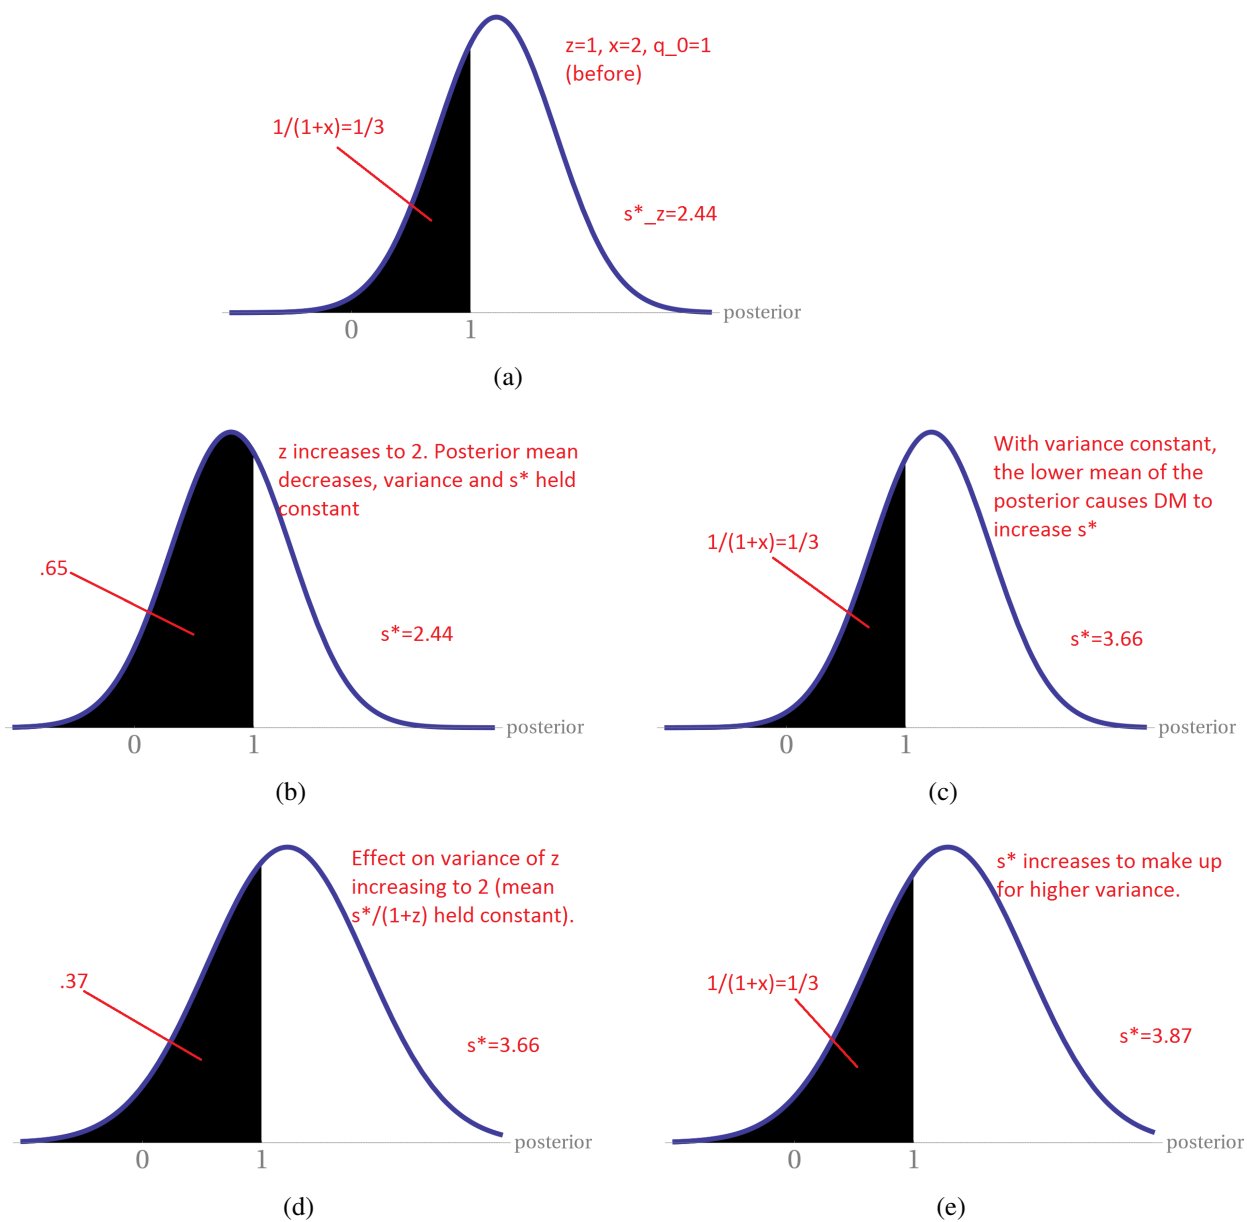 z=1, x=2, q_0=1
(before)
1/(1+x)=1/3
s*_z=2.44
posterior
0
1
(a)
z increases to 2. Posterior mean
decreases, variance and s* held
constant
.65
s*=2.44
posterior
0
1
(b)
With variance constant,
the lower mean of the
posterior causes DM to
increase s*
1/(1+x)=1/3
s*=3.66
posterior
0
1
(c)
Effect on variance of z
increasing to 2 (mean
s*/(1+z) held constant).
.37
s*=3.66
posterior
0
1
(d)
s* increases to make up
for higher variance.
1/(1+x)=1/3
s*=3.87
posterior
0
1
(e)